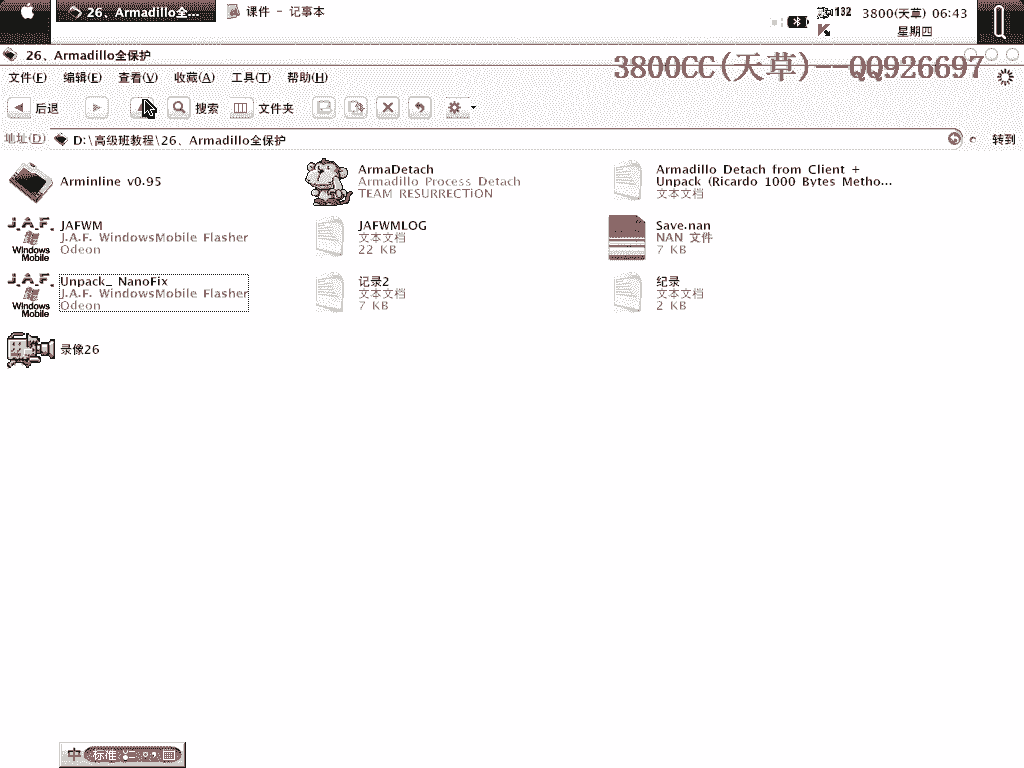 26、Armadillo全...
课件 - 记事本
132
3800(天草) 06:43
星期四
26、Armadillo全保护
3800CC(天草)--QQ926697
文件(F) 编辑(E) 查看(V) 收藏(A) 工具(T) 帮助(H)
后退 搜索 文件夹
地址(D) D:\高级班教程\26、Armadillo全保护 转到
Arminline v0.95
ArmaDetach
Armadillo Process Detach
TEAM RESURRECTiON
Armadillo Detach from Client +
Unpack (Ricardo 1000 Bytes Metho...
文本文档
J.A.F.
Windows
Mobile
JAFWM
J.A.F. WindowsMobile Flasher
Odeon
JAFWMLOG
文本文档
22 KB
Save.nan
NAN 文件
7 KB
J.A.F.
Windows
Mobile
Unpack_ NanoFix
J.A.F. WindowsMobile Flasher
Odeon
记录2
文本文档
7 KB
纪录
文本文档
2 KB
录像26
中 标准